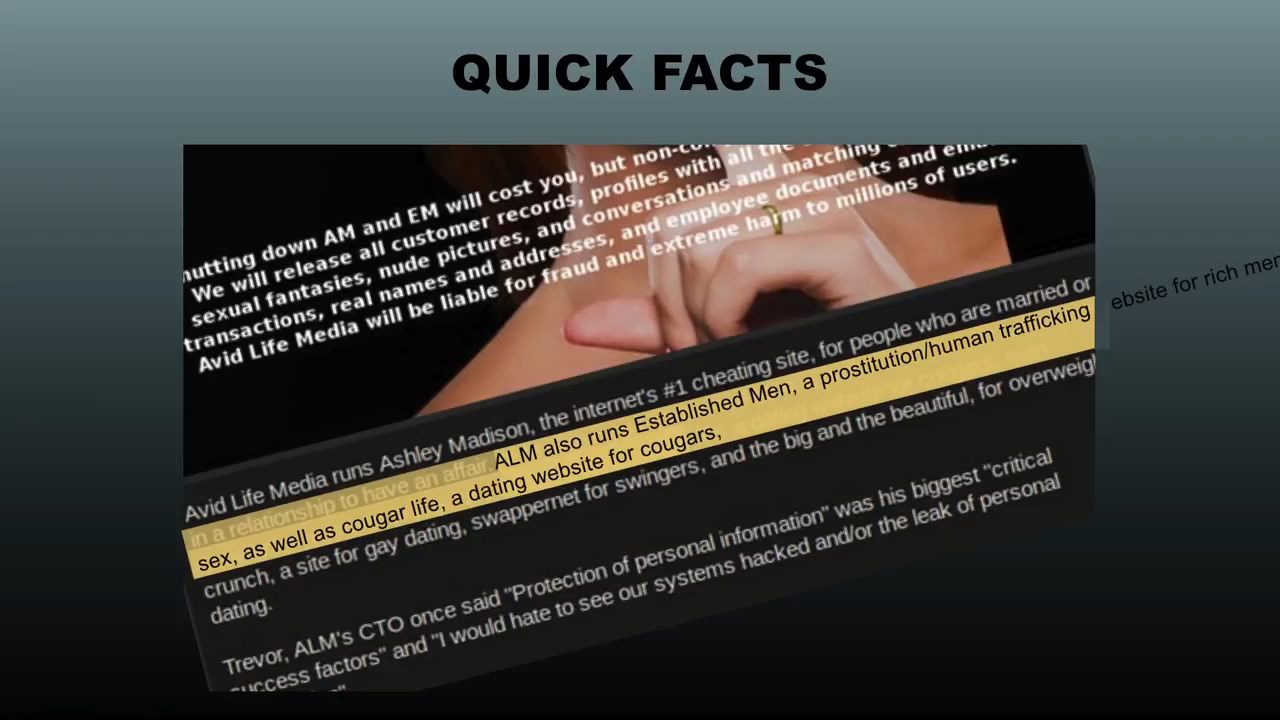 QUICK FACTS
hutting down AM and EM will cost you, but non-co
We will release all customer records, profiles with all the
sexual fantasies, nude pictures, and conversations and matching
transactions, real names and addresses, and employee documents and em
Avid Life Media will be liable for fraud and extreme harm to millions of users.
Avid Life Media runs Ashley Madison, the internet's #1 cheating site, for people who are married or
in a relationship to have an affair. ALM also runs Established Men, a prostitution/human trafficking
ebsite for rich men
sex, as well as cougar life, a dating website for cougars,
crunch, a site for gay dating, swappernet for swingers, and the big and the beautiful, for overweigh
dating.
Trevor, ALM's CTO once said "Protection of personal information" was his biggest "critical
success factors" and "I would hate to see our systems hacked and/or the leak of personal